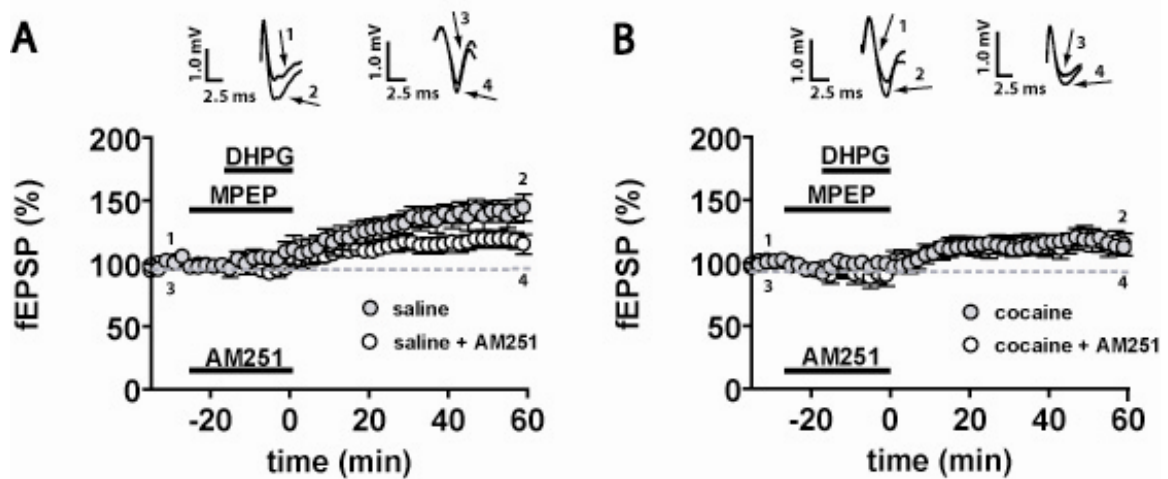 A
1.0 mV
2.5 ms
1
2
1.0 mV
2.5 ms
3
4
fEPSP (%)
200
150
100
50
0
DHPG
MPEP
1
2
3
4
saline
saline + AM251
AM251
-20
0
20
40
60
time (min)
B
1.0 mV
2.5 ms
1
2
1.0 mV
2.5 ms
3
4
fEPSP (%)
200
150
100
50
0
DHPG
MPEP
1
2
3
4
cocaine
cocaine + AM251
AM251
-20
0
20
40
60
time (min)